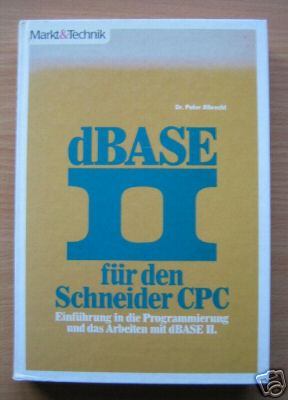 Markt&Technik
Dr. Peter Albrecht
dBASE
II
für den
Schneider CPC
Einführung in die Programmierung
und das Arbeiten mit dBASE II.
ebay